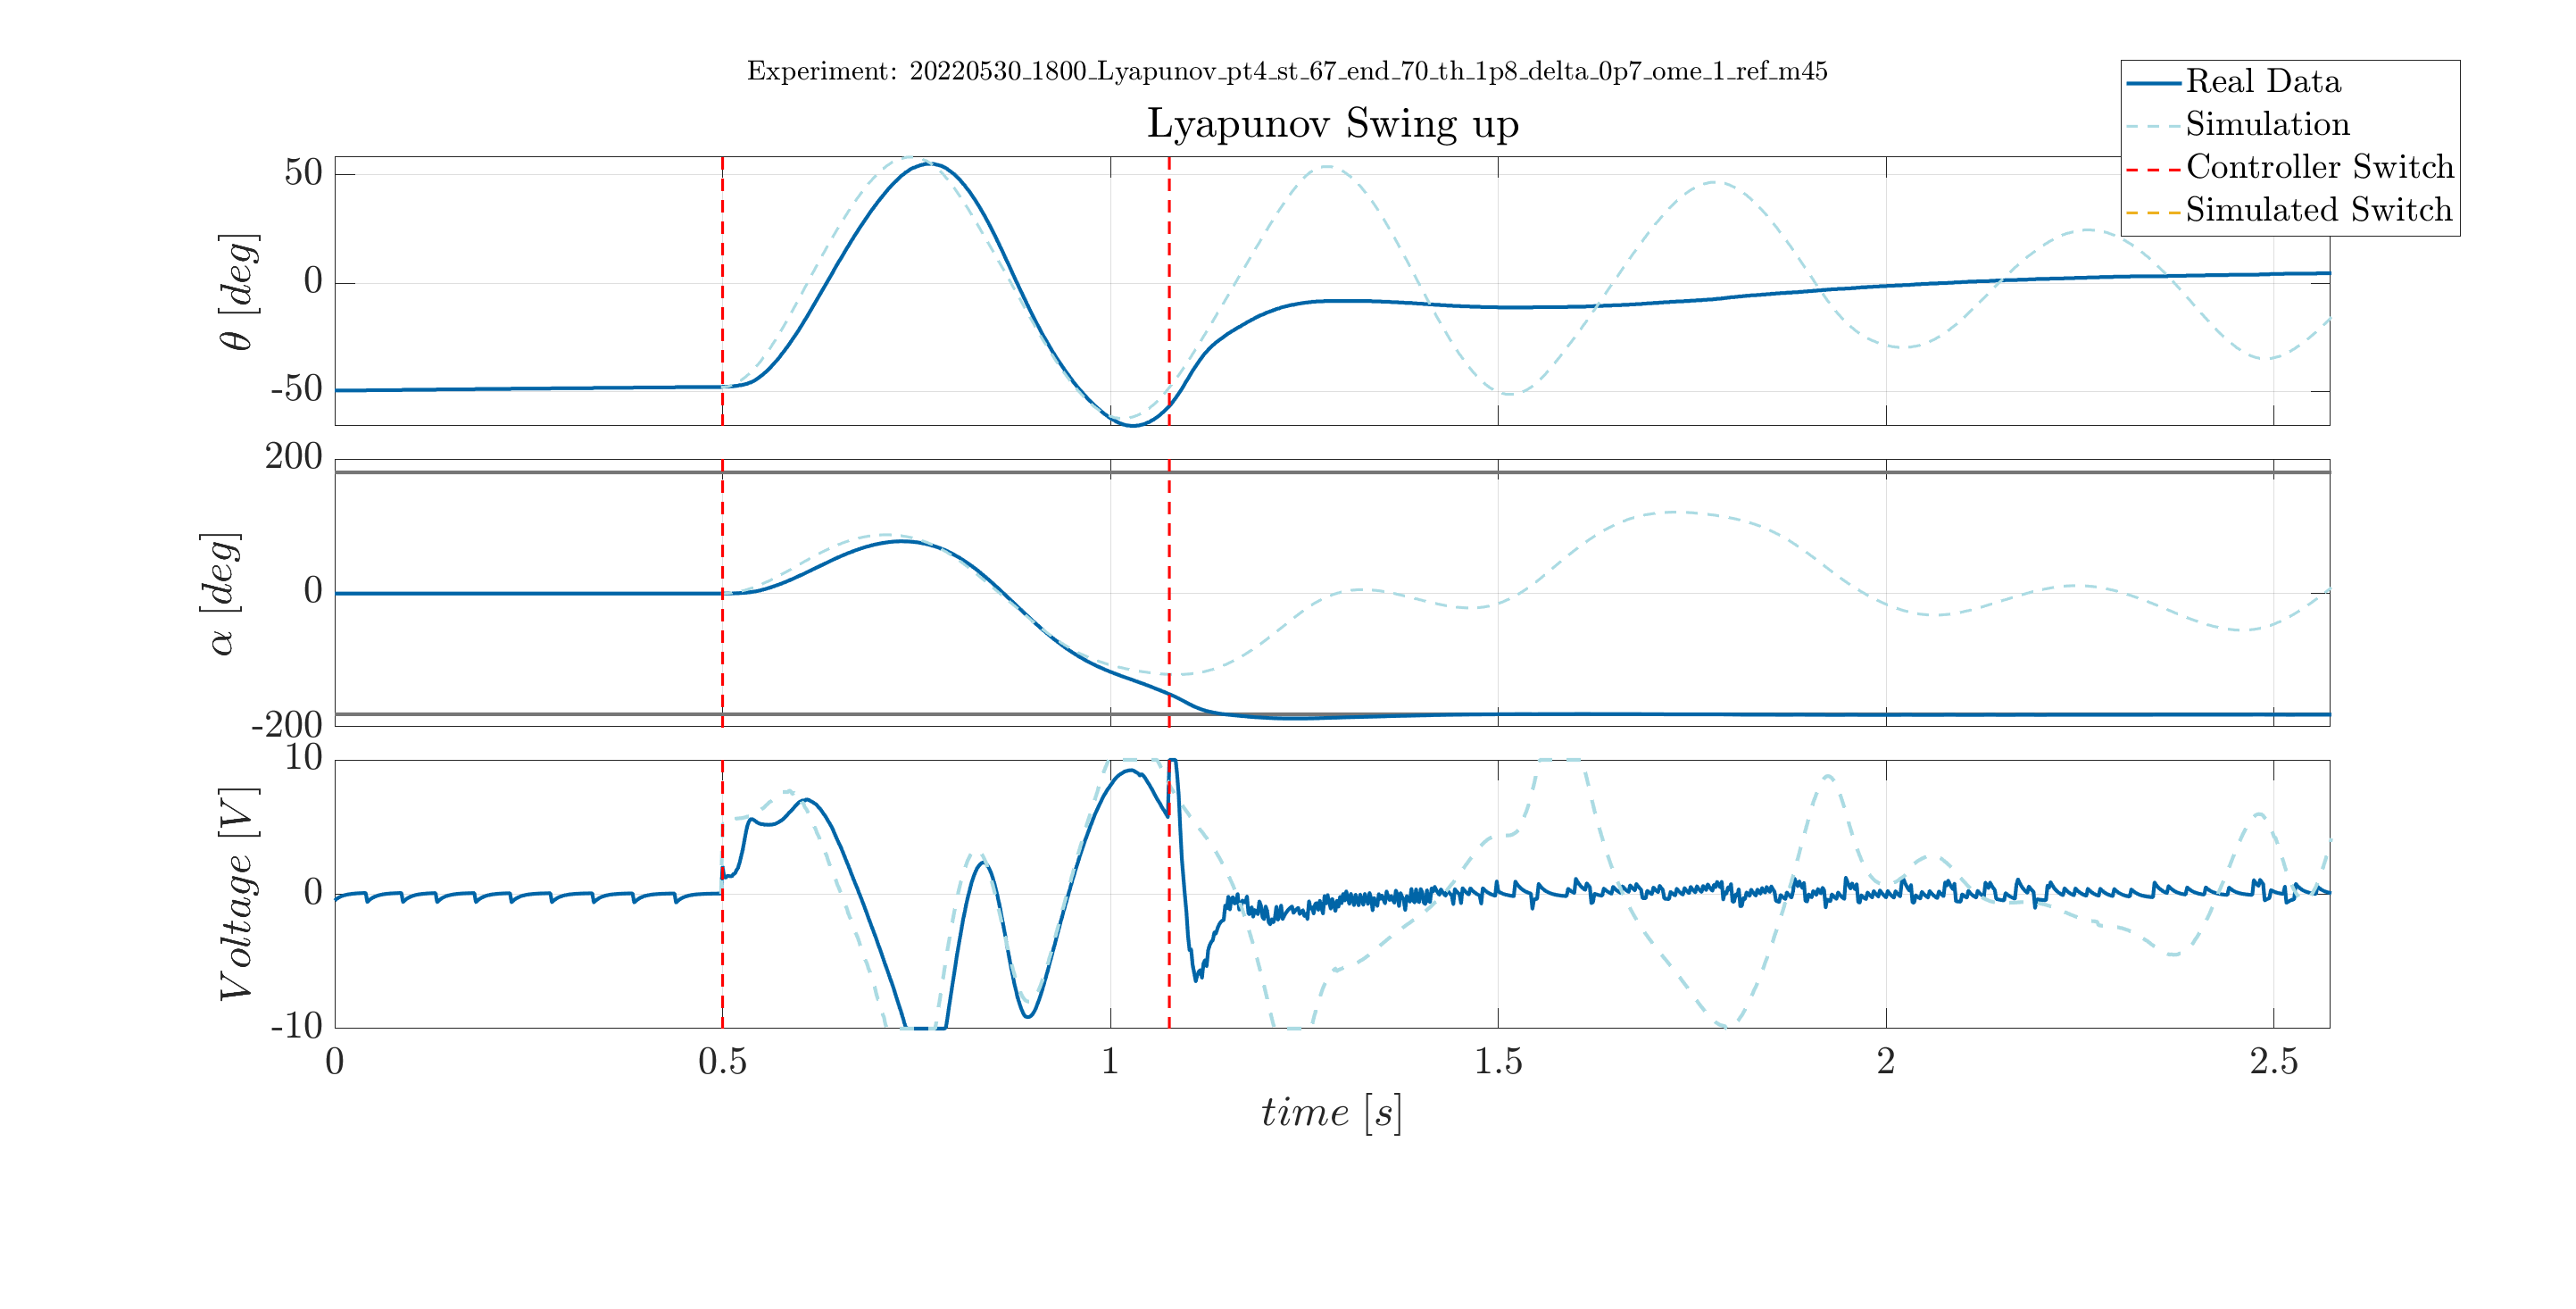 Experiment: 20220530_1800_Lyapunov_pt4_st_67_end_70_th_1p8_delta_0p7_ome_1_ref_m45
Lyapunov Swing up
Real Data
Simulation
Controller Switch
Simulated Switch
50
0
-50
θ [deg]
200
0
-200
α [deg]
10
0
-10
Voltage [V]
0 0.5 1 1.5 2 2.5
time [s]